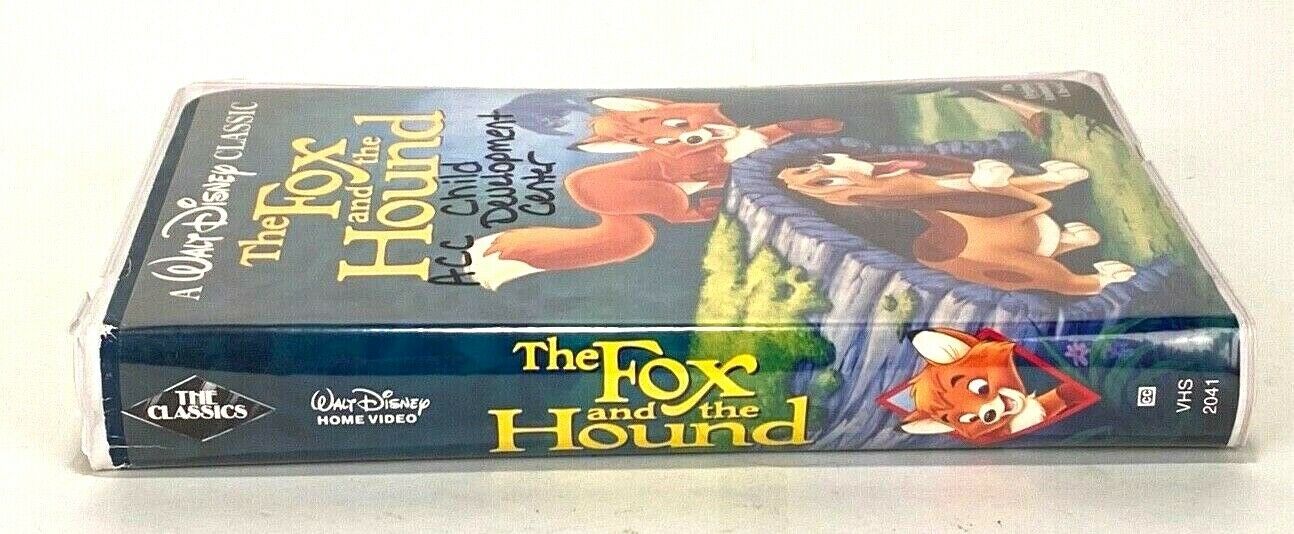 A WALT DISNEY CLASSIC
The
Fox
and the
Hound
ACC Child
Development
Center
THE
CLASSICS
WALT DISNEY
HOME VIDEO
The Fox
and the
Hound
CC
VHS
2041